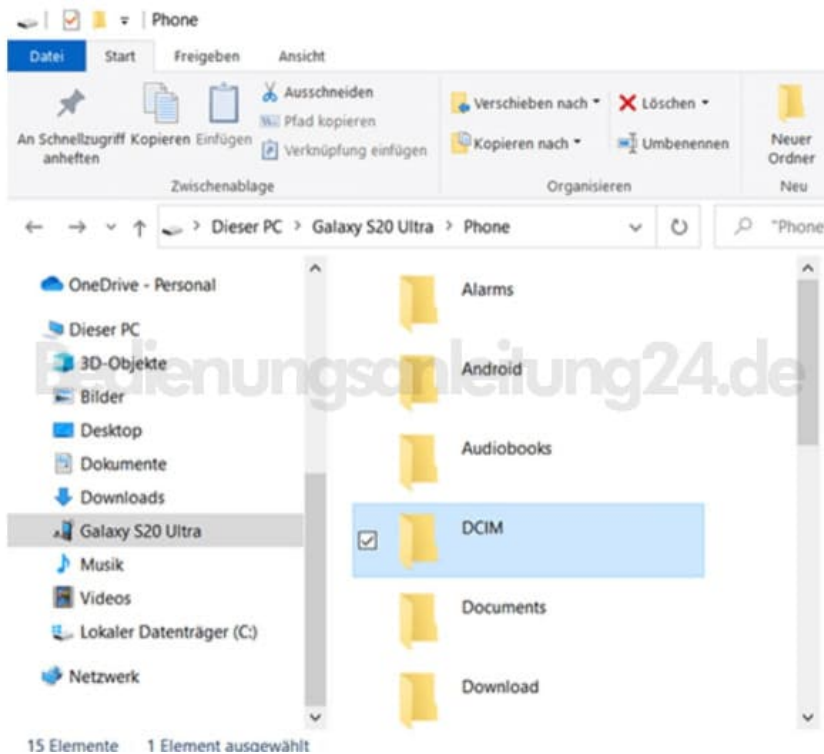 Phone
Datei Start Freigeben Ansicht
An Schnellzugriff anheften
Kopieren
Einfügen
Ausschneiden
Pfad kopieren
Verknüpfung einfügen
Zwischenablage
Verschieben nach
Kopieren nach
Löschen
Umbenennen
Organisieren
Neuer Ordner
Neu
Dieser PC > Galaxy S20 Ultra > Phone
"Phone
OneDrive - Personal
Dieser PC
3D-Objekte
Bilder
Desktop
Dokumente
Downloads
Galaxy S20 Ultra
Musik
Videos
Lokaler Datenträger (C:)
Netzwerk
Alarms
Android
Audiobooks
DCIM
Documents
Download
Bedienungsanleitung24.de
15 Elemente 1 Element ausgewählt